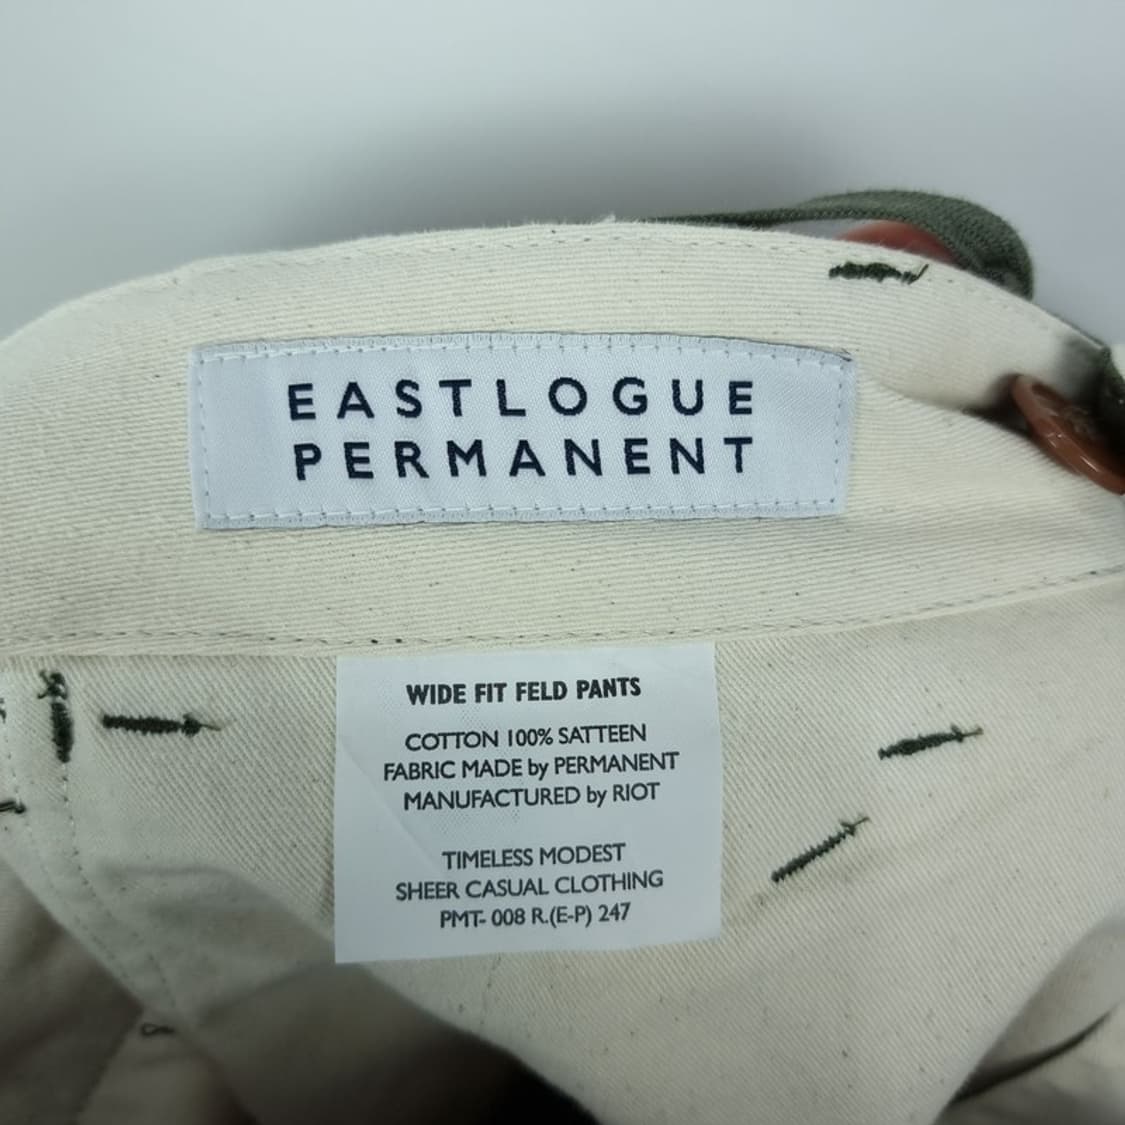 EASTLOGUE
PERMANENT
WIDE FIT FELD PANTS
COTTON 100% SATTEEN
FABRIC MADE by PERMANENT
MANUFACTURED by RIOT
TIMELESS MODEST
SHEER CASUAL CLOTHING
PMT- 008 R.(E-P) 247